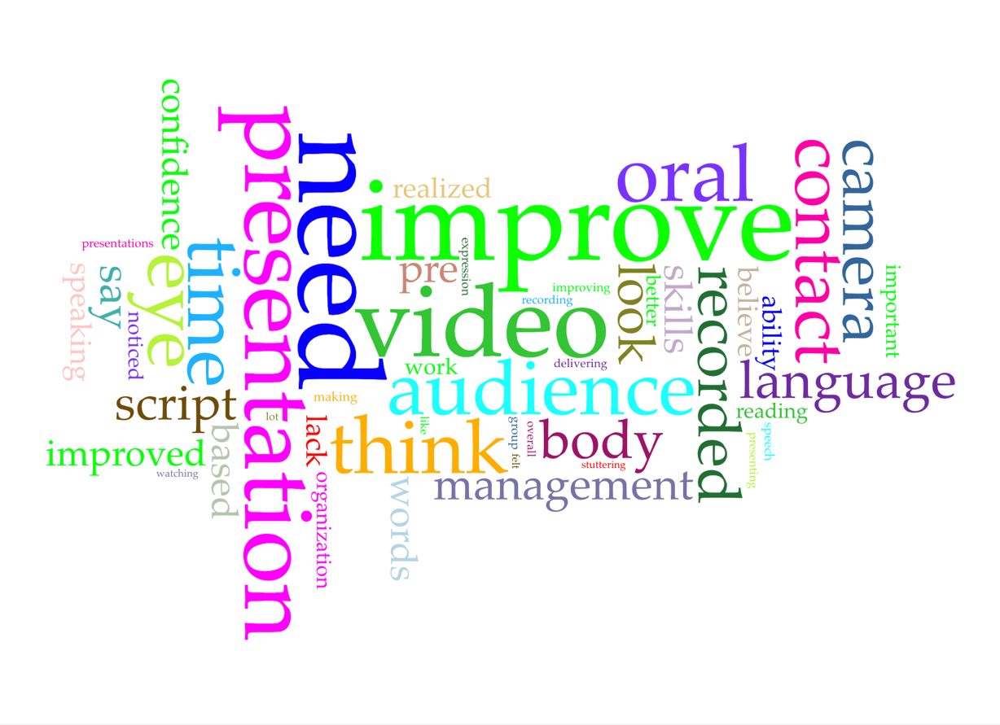 confidence
presentation
need
realized
improve
oral
contact
camera
presentations
time
eye
say
speaking
noticed
pre
expression
improving
recording
video
look
better
skills
recorded
believe
ability
important
work
delivering
audience
language
script
making
lot
lack
based
improved
watching
organization
think
like
group
felt
overall
body
stuttering
management
words
reading
speech
presenting